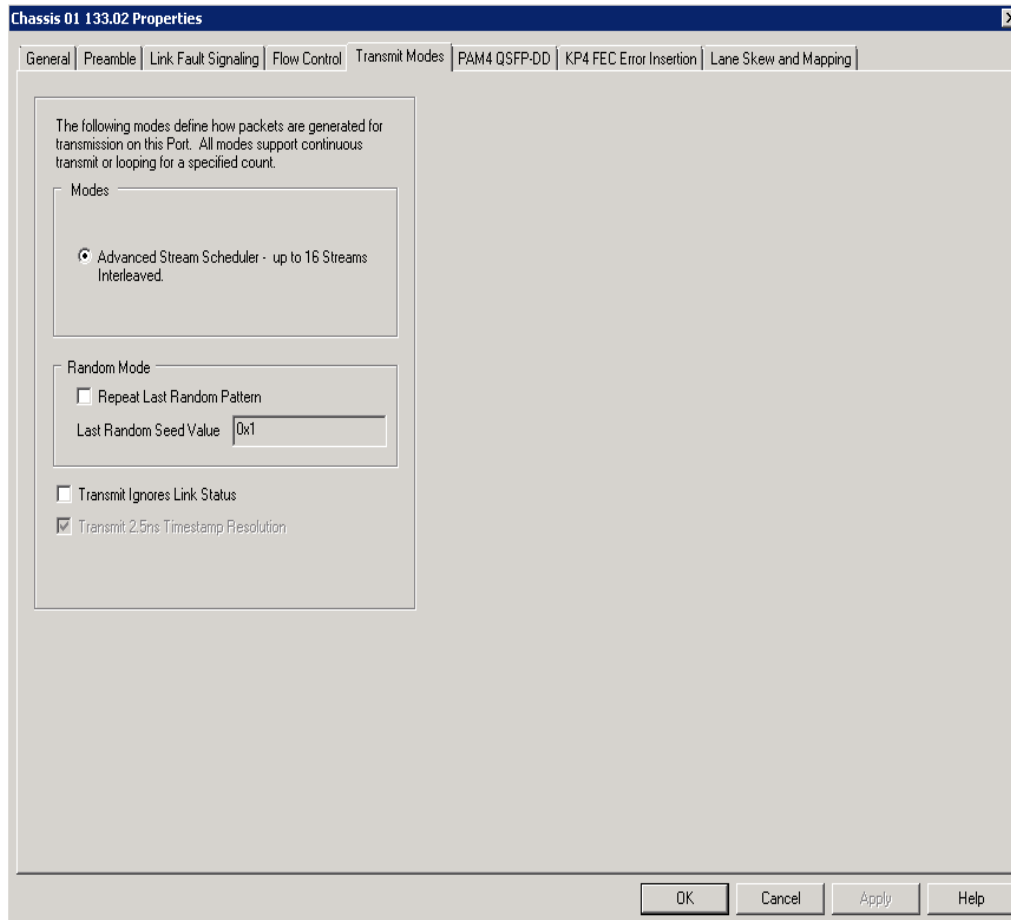 Chassis 01 133.02 Properties
General Preamble Link Fault Signaling Flow Control Transmit Modes PAM4 QSFP-DD KP4 FEC Error Insertion Lane Skew and Mapping
The following modes define how packets are generated for
transmission on this Port. All modes support continuous
transmit or looping for a specified count.
Modes
Advanced Stream Scheduler - up to 16 Streams
Interleaved.
Random Mode
Repeat Last Random Pattern
Last Random Seed Value 0x1
Transmit Ignores Link Status
Transmit 2.5ns Timestamp Resolution
OK Cancel Apply Help